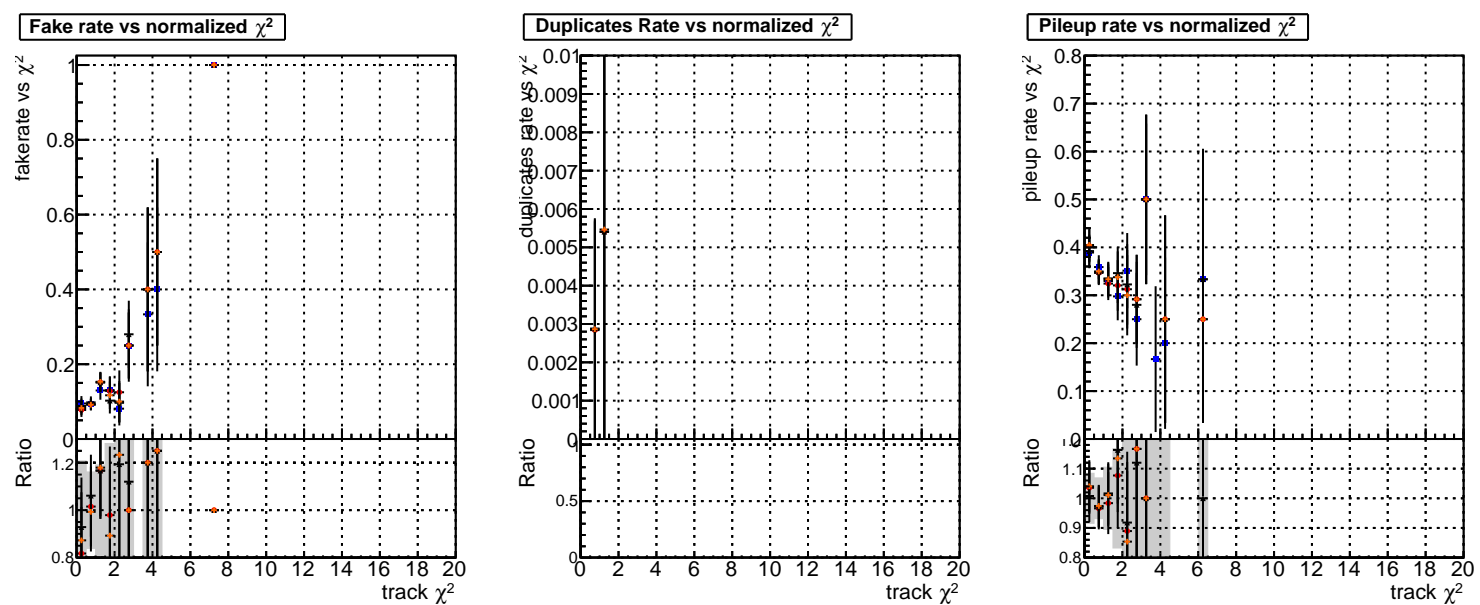 Fake rate vs normalized χ²
fakerate vs χ²
1
0.8
0.6
0.4
0.2
0
Ratio
1.2
1
0.8
0 2 4 6 8 10 12 14 16 18 20
track χ²
Duplicates Rate vs normalized χ²
duplicates rate vs χ²
0.01
0.009
0.008
0.007
0.006
0.005
0.004
0.003
0.002
0.001
0
Ratio
1
0.5
0
0 2 4 6 8 10 12 14 16 18 20
track χ²
Pileup rate vs normalized χ²
pileup rate vs χ²
0.8
0.7
0.6
0.5
0.4
0.3
0.2
0.1
0
Ratio
1.1
1
0.9
0.8
0 2 4 6 8 10 12 14 16 18 20
track χ²